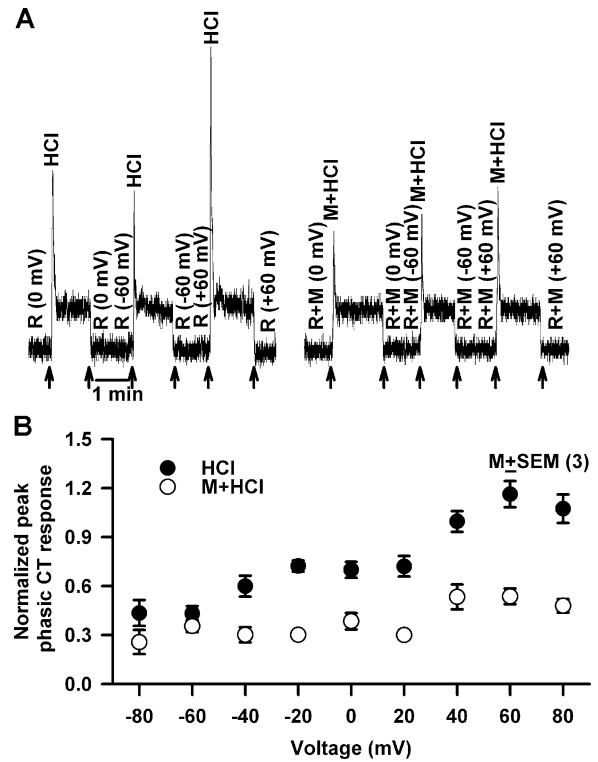 A
R (0 mV)
HCl
R (0 mV)
R (-60 mV)
HCl
R (-60 mV)
R (+60 mV)
HCl
R (+60 mV)
R+M (0 mV)
M+HCl
R+M (0 mV)
R+M (-60 mV)
M+HCl
R+M (-60 mV)
R+M (+60 mV)
M+HCl
R+M (+60 mV)
1 min
B
Normalized peak
phasic CT response
1.5
1.2
0.9
0.6
0.3
0.0
HCl
M+HCl
M±SEM (3)
-80 -60 -40 -20 0 20 40 60 80
Voltage (mV)